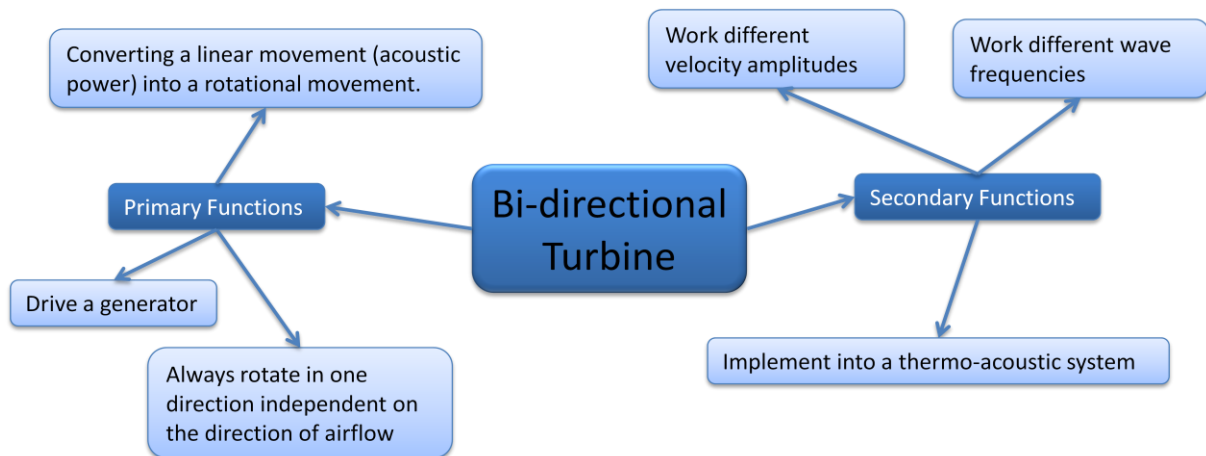 Converting a linear movement (acoustic
power) into a rotational movement.
Work different
velocity amplitudes
Work different wave
frequencies
Primary Functions
Bi-directional
Turbine
Secondary Functions
Drive a generator
Always rotate in one
direction independent on
the direction of airflow
Implement into a thermo-acoustic system